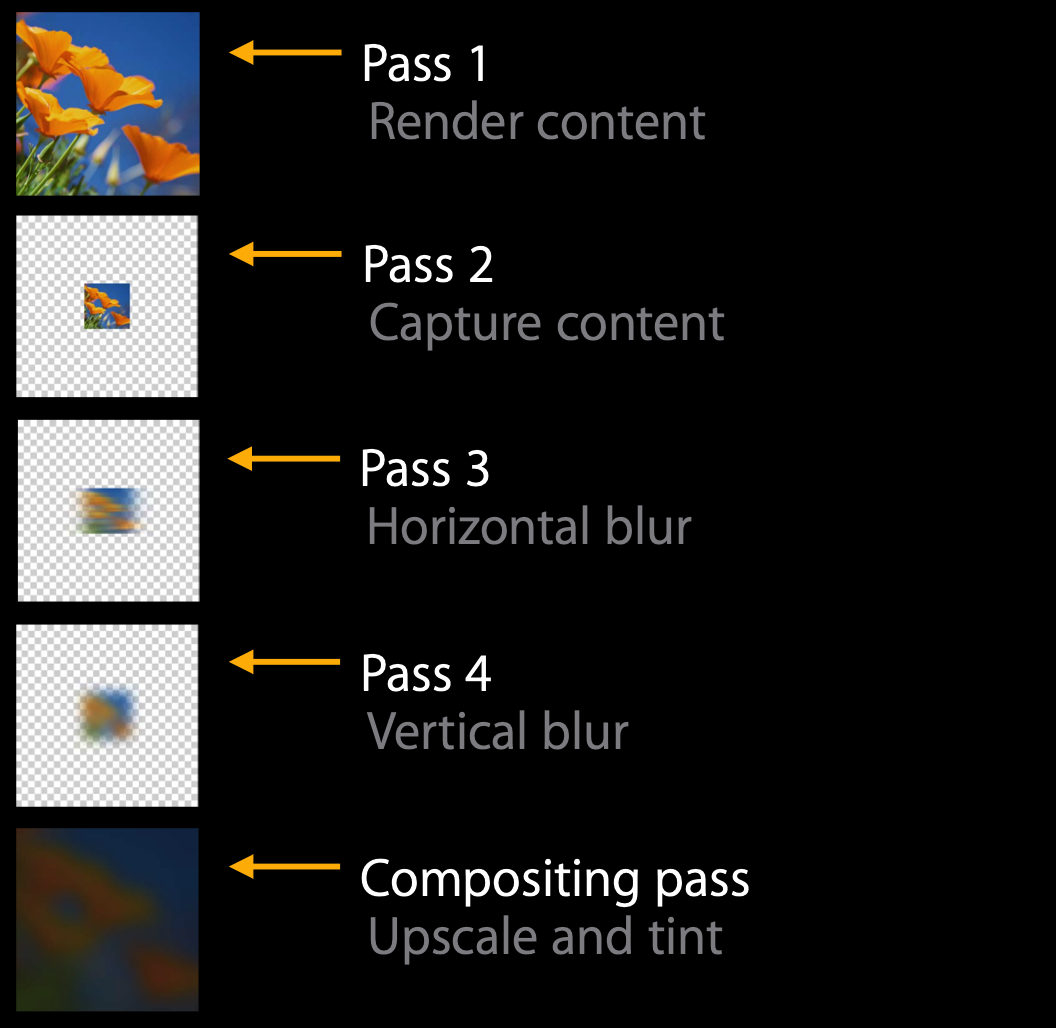 Pass 1
Render content
Pass 2
Capture content
Pass 3
Horizontal blur
Pass 4
Vertical blur
Compositing pass
Upscale and tint